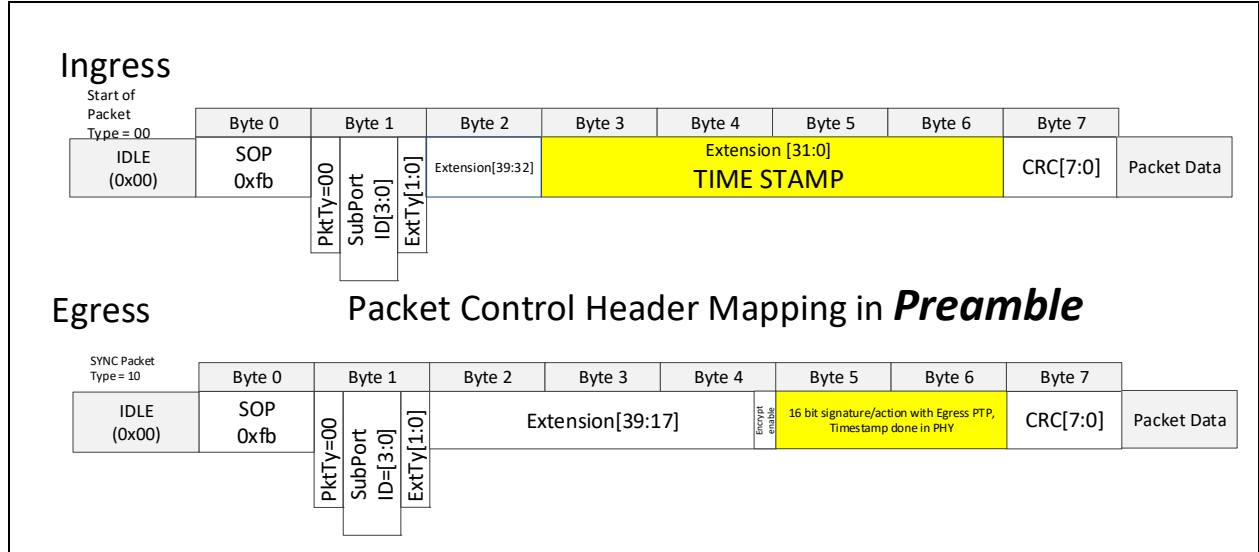 Ingress
Start of
Packet
Type = 00
Byte 0 Byte 1 Byte 2 Byte 3 Byte 4 Byte 5 Byte 6 Byte 7
IDLE
(0x00)
SOP
0xfb
PktTy=00
SubPort
ID[3:0]
ExtTy[1:0]
Extension[39:32]
Extension [31:0]
TIME STAMP
CRC[7:0]
Packet Data
Egress
Packet Control Header Mapping in Preamble
SYNC Packet
Type = 10
Byte 0 Byte 1 Byte 2 Byte 3 Byte 4 Byte 5 Byte 6 Byte 7
IDLE
(0x00)
SOP
0xfb
PktTy=00
SubPort
ID=[3:0]
ExtTy[1:0]
Extension[39:17]
Encrypt
enable
16 bit signature/action with Egress PTP,
Timestamp done in PHY
CRC[7:0]
Packet Data